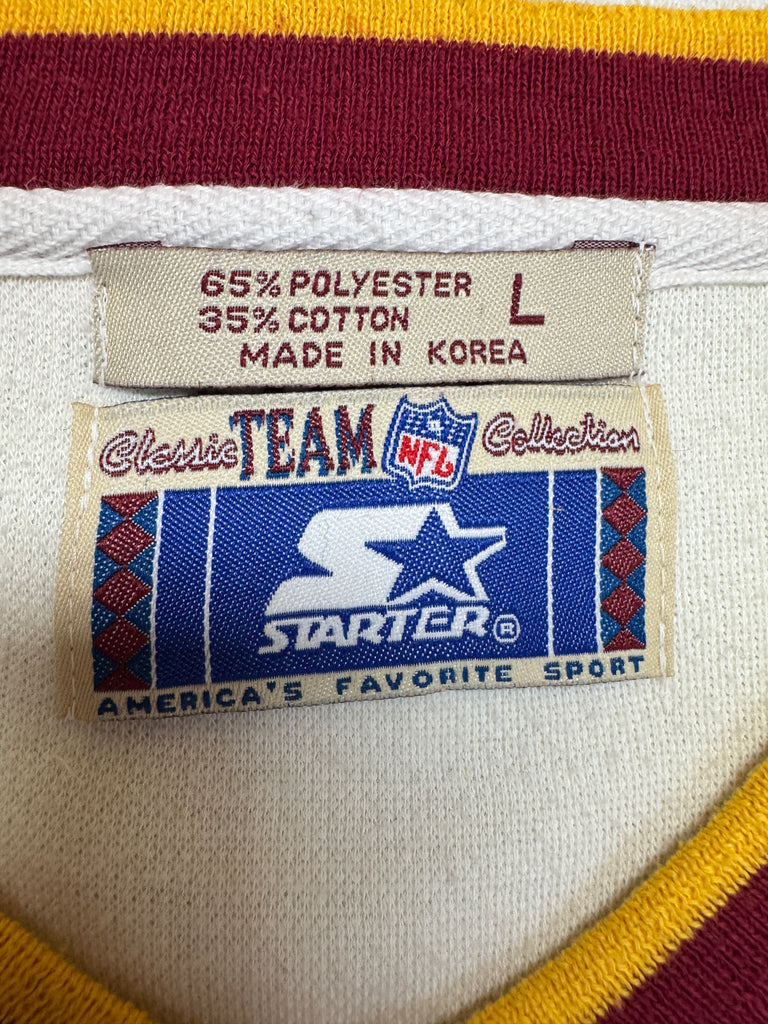 65% POLYESTER L
35% COTTON
MADE IN KOREA
Classic TEAM NFL Collection
STARTER®
AMERICA'S FAVORITE SPORT